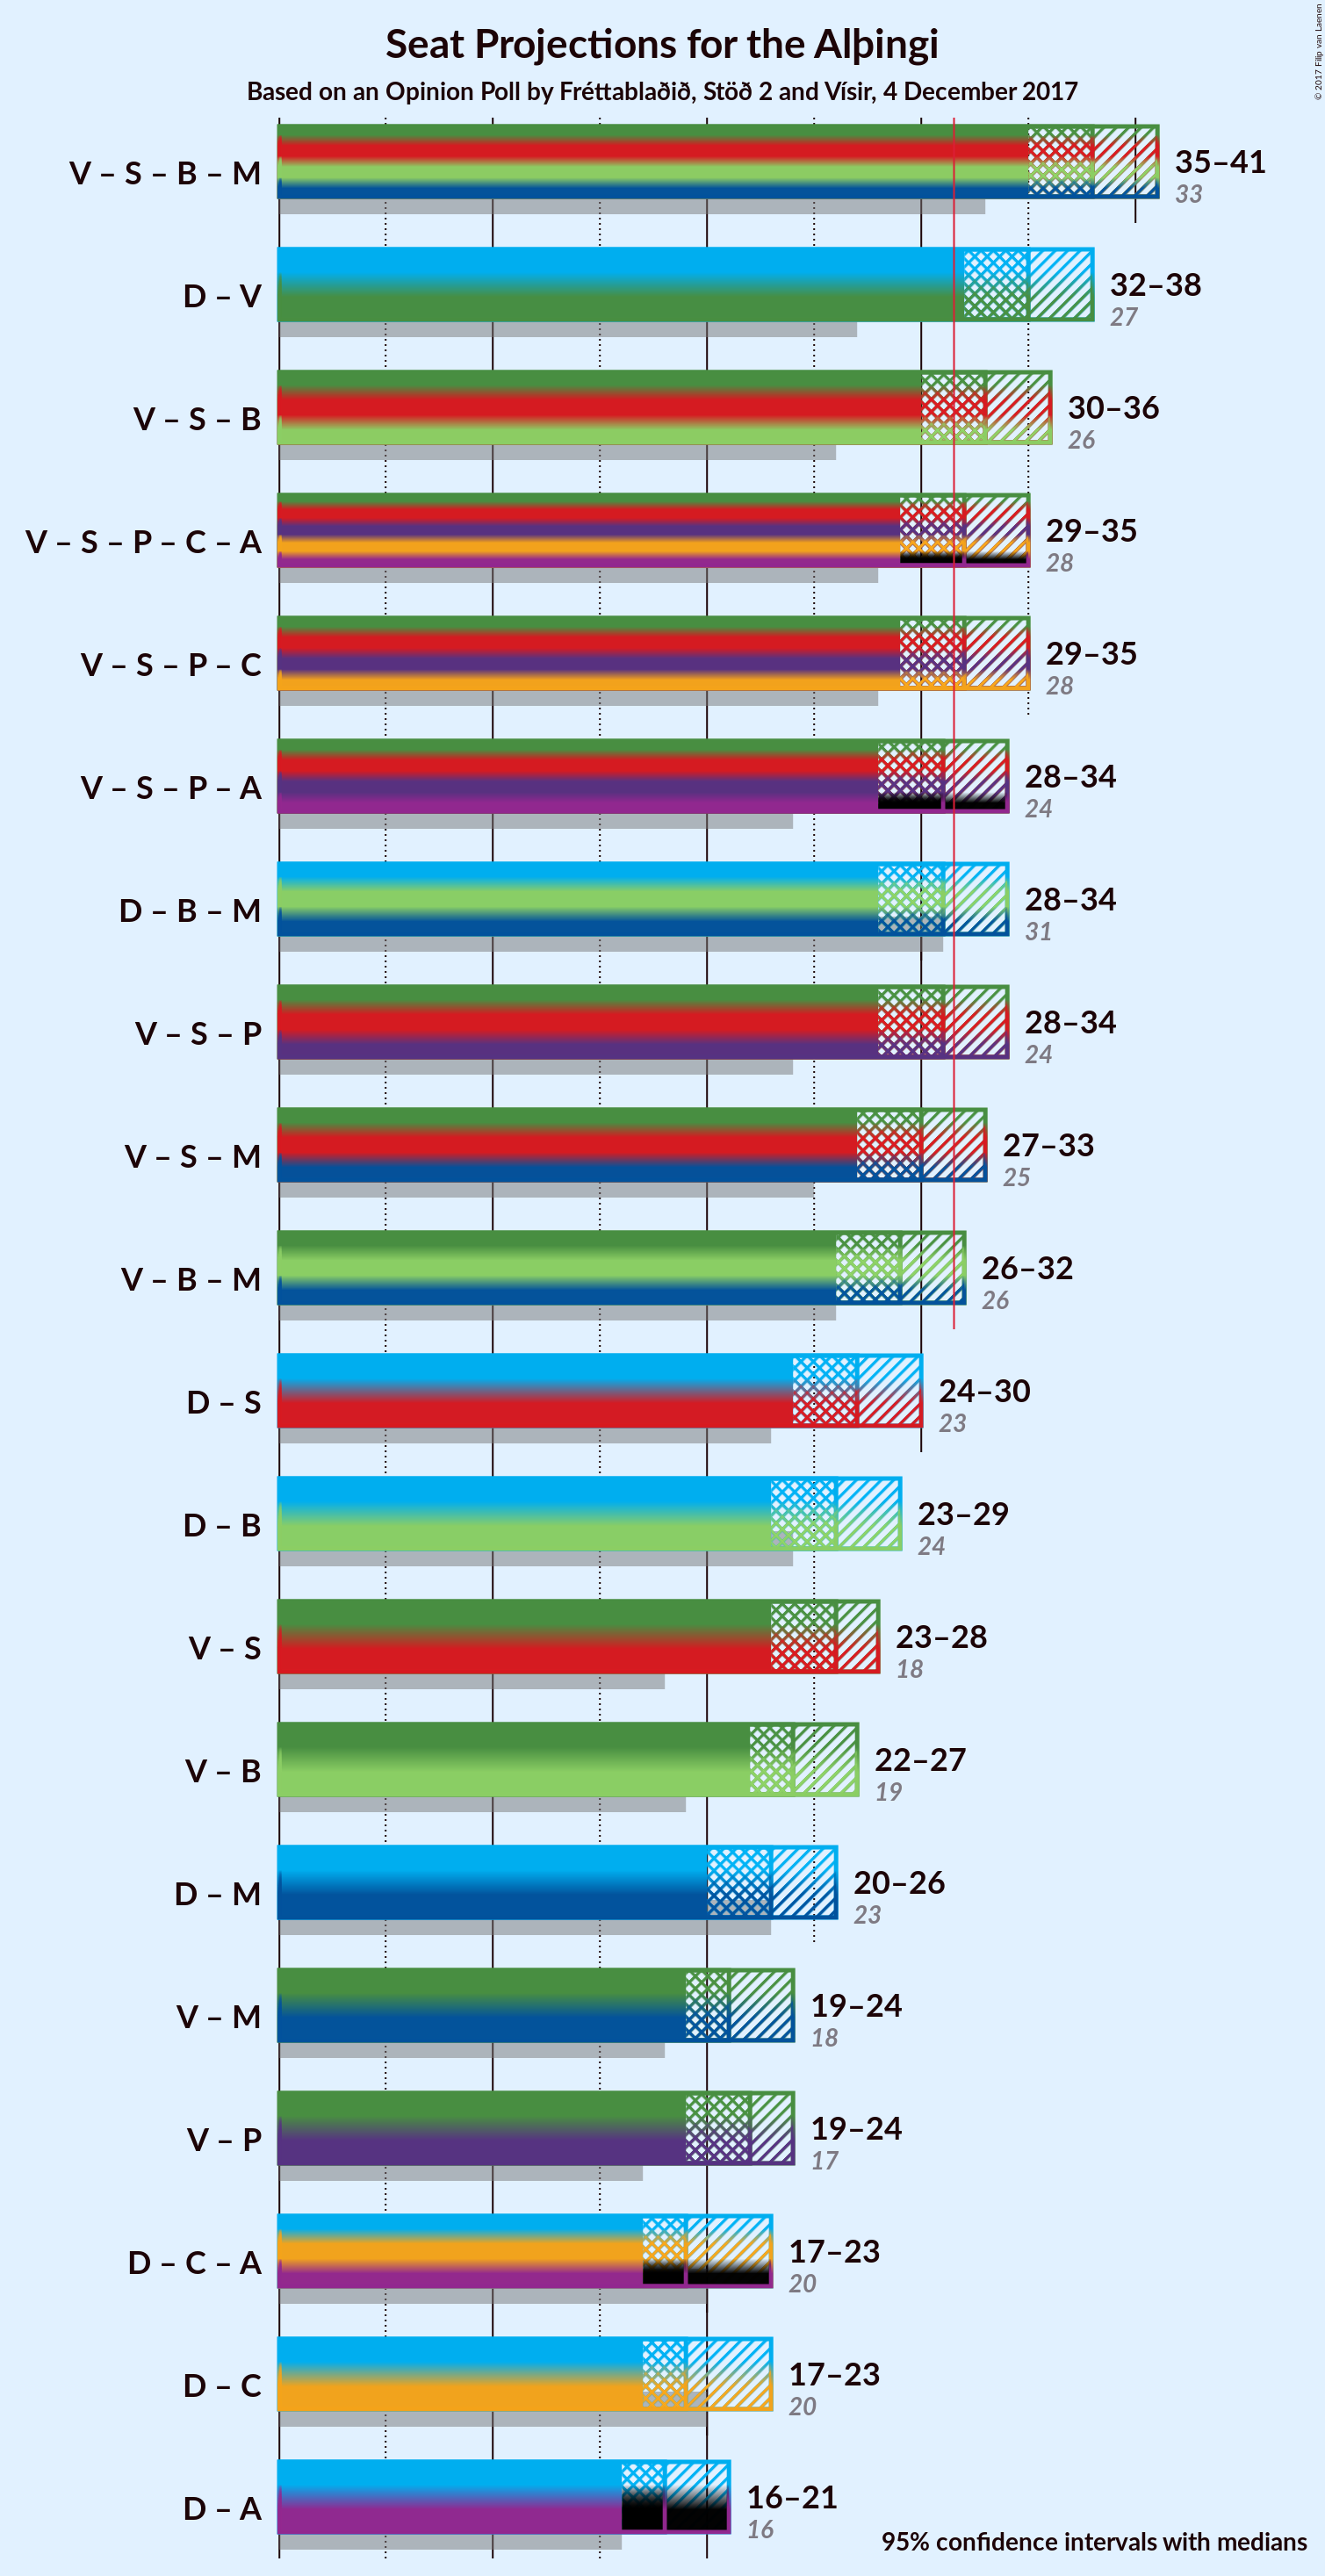 © 2017 Filip van Laenen
Seat Projections for the Alþingi
Based on an Opinion Poll by Fréttablaðið, Stöð 2 and Vísir, 4 December 2017
V – S – B – M
35–41
33
D – V
32–38
27
V – S – B
30–36
26
V – S – P – C – A
29–35
28
V – S – P – C
29–35
28
V – S – P – A
28–34
24
D – B – M
28–34
31
V – S – P
28–34
24
V – S – M
27–33
25
V – B – M
26–32
26
D – S
24–30
23
D – B
23–29
24
V – S
23–28
18
V – B
22–27
19
D – M
20–26
23
V – M
19–24
18
V – P
19–24
17
D – C – A
17–23
20
D – C
17–23
20
D – A
16–21
16
95% confidence intervals with medians